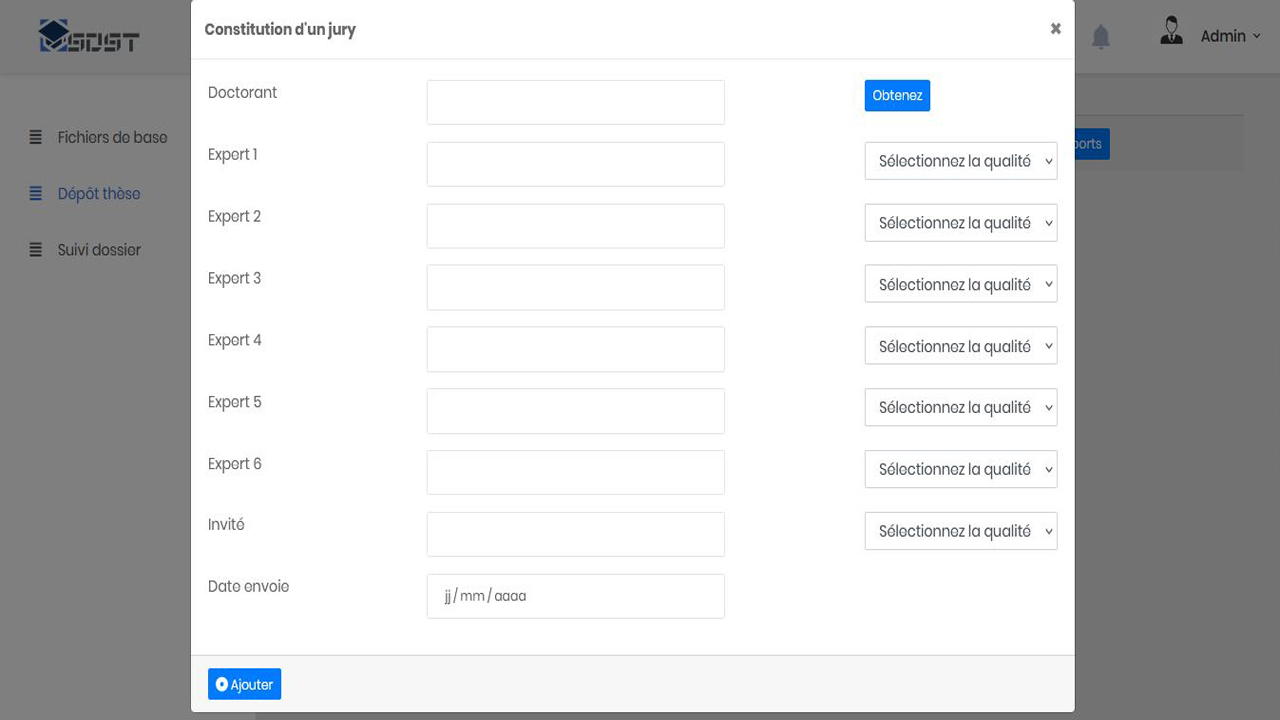 Constitution d'un jury ×
SDST
Admin
Doctorant
Obtenez
Fichiers de base
ports
Expert 1
Sélectionnez la qualité
Dépôt thèse
Expert 2
Sélectionnez la qualité
Suivi dossier
Expert 3
Sélectionnez la qualité
Expert 4
Sélectionnez la qualité
Expert 5
Sélectionnez la qualité
Expert 6
Sélectionnez la qualité
Invité
Sélectionnez la qualité
Date envoie
jj / mm / aaaa
Ajouter